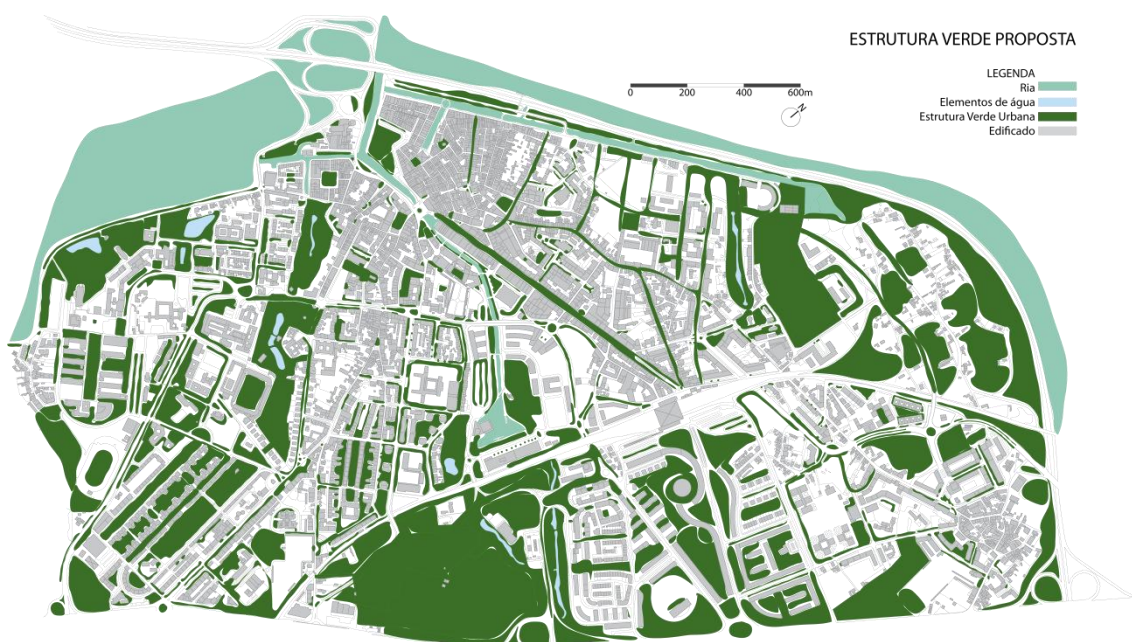 ESTRUTURA VERDE PROPOSTA
LEGENDA
Ria
Elementos de água
Estrutura Verde Urbana
Edificado
0 200 400 600m
N